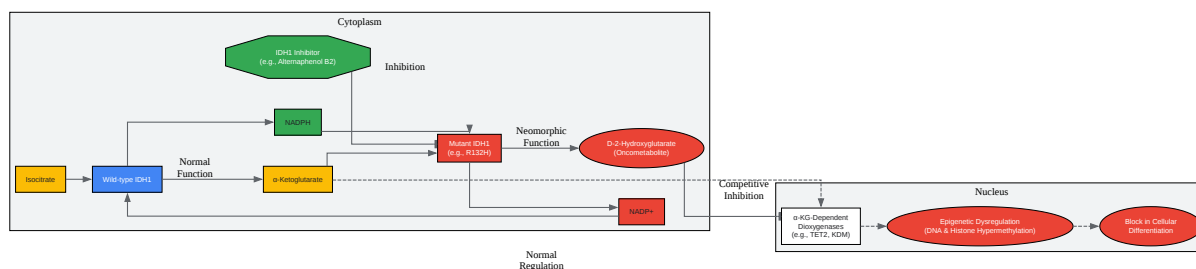 Cytoplasm
IDH1 Inhibitor
(e.g., Alternaphenol B2)
Inhibition
NADPH
Mutant IDH1
(e.g., R132H)
Neomorphic
Function
D-2-Hydroxyglutarate
(Oncometabolite)
Isocitrate
Wild-type IDH1
Normal
Function
α-Ketoglutarate
NADP+
Competitive
Inhibition
Nucleus
α-KG-Dependent
Dioxygenases
(e.g., TET2, KDM)
Epigenetic Dysregulation
(DNA & Histone Hypermethylation)
Block in Cellular
Differentiation
Normal
Regulation